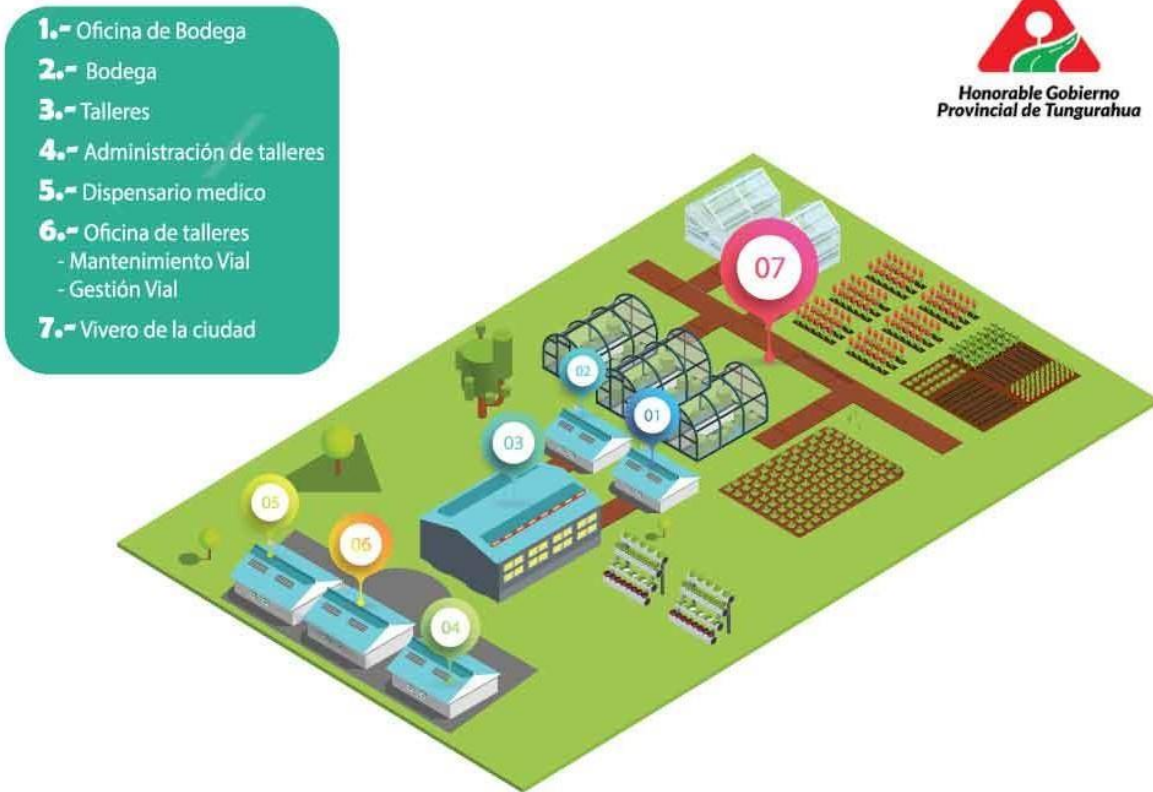 1.- Oficina de Bodega
2.- Bodega
3.- Talleres
4.- Administración de talleres
5.- Dispensario medico
6.- Oficina de talleres
- Mantenimiento Vial
- Gestión Vial
7.- Vivero de la ciudad
Honorable Gobierno
Provincial de Tungurahua
07
02
01
03
05
06
04